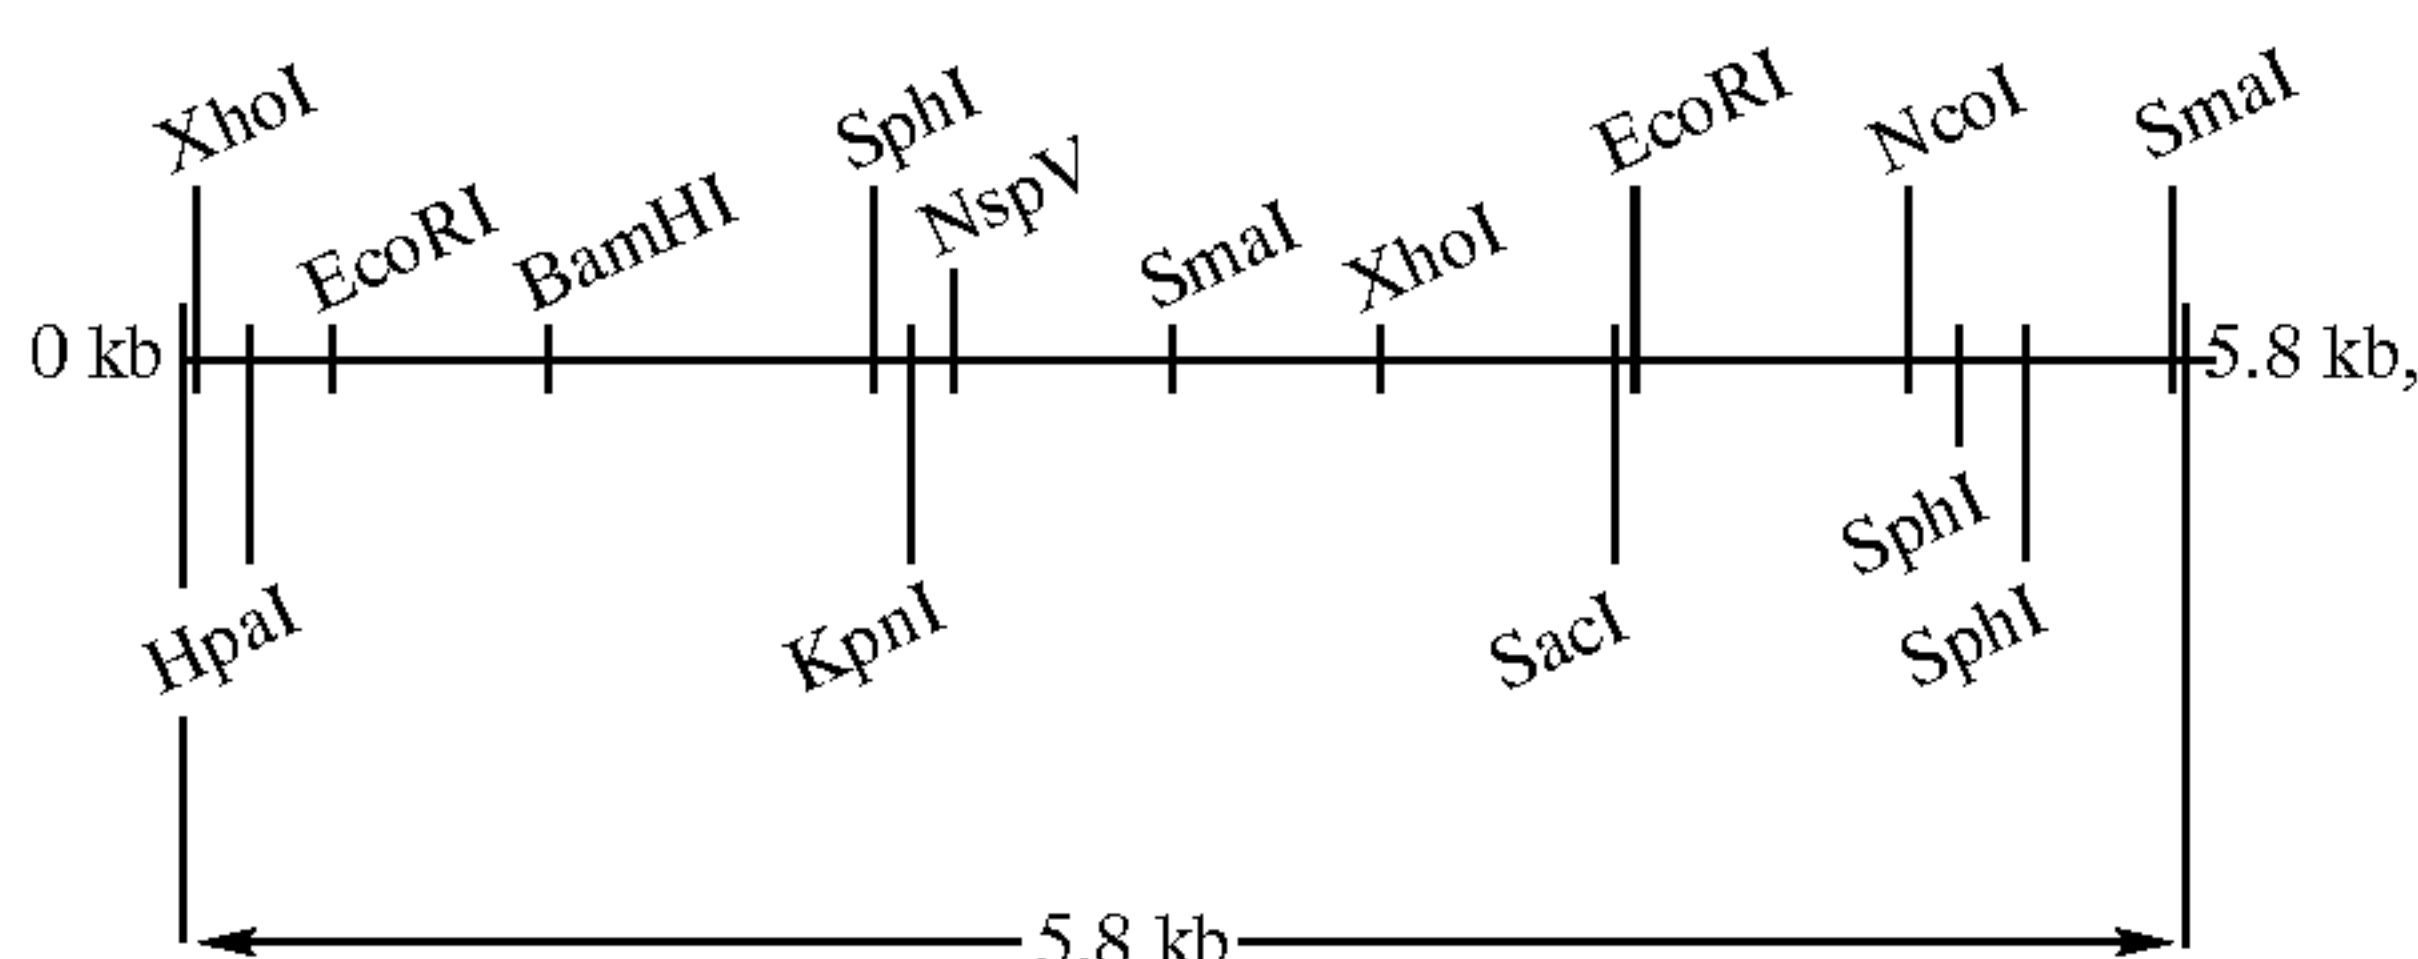 XhoI
SphI
EcoRI
NcoI
SmaI
EcoRI
BamHI
NspV
SmaI
XhoI
0 kb
5.8 kb,
SphI
HpaI
KpnI
SacI
SphI
5.8 kb